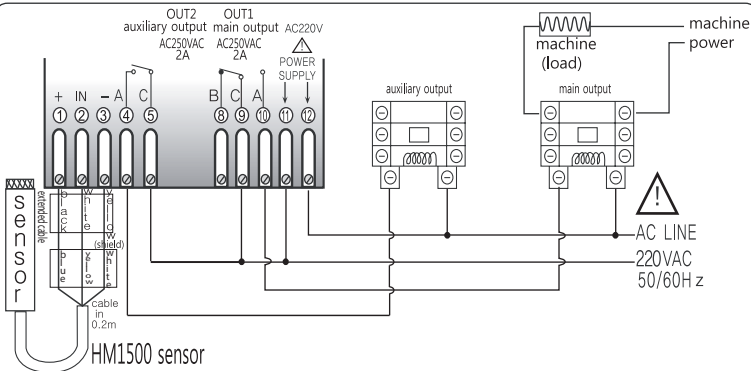 OUT2
auxiliary output
AC250VAC
2A
OUT1
main output
AC250VAC
2A
AC220V
POWER
SUPPLY
+ IN − A C B C A
① ② ③ ④ ⑤ ⑧ ⑨ ⑩ ⑪ ⑫
machine
(load)
machine
power
auxiliary output
main output
AC LINE
220VAC
50/60Hz
sensor
extended cable
black
white
yellow
(shield)
blue
yellow
white
cable
in
0.2m
HM1500 sensor